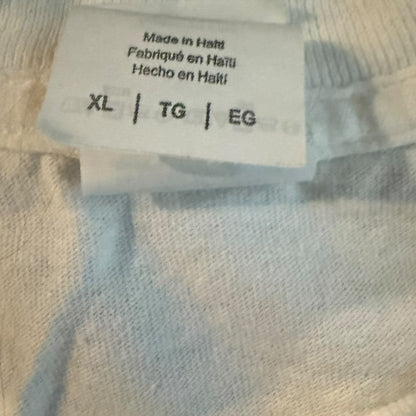 Made in Haiti
Fabriqué en Haïti
Hecho en Haití
XL | TG | EG